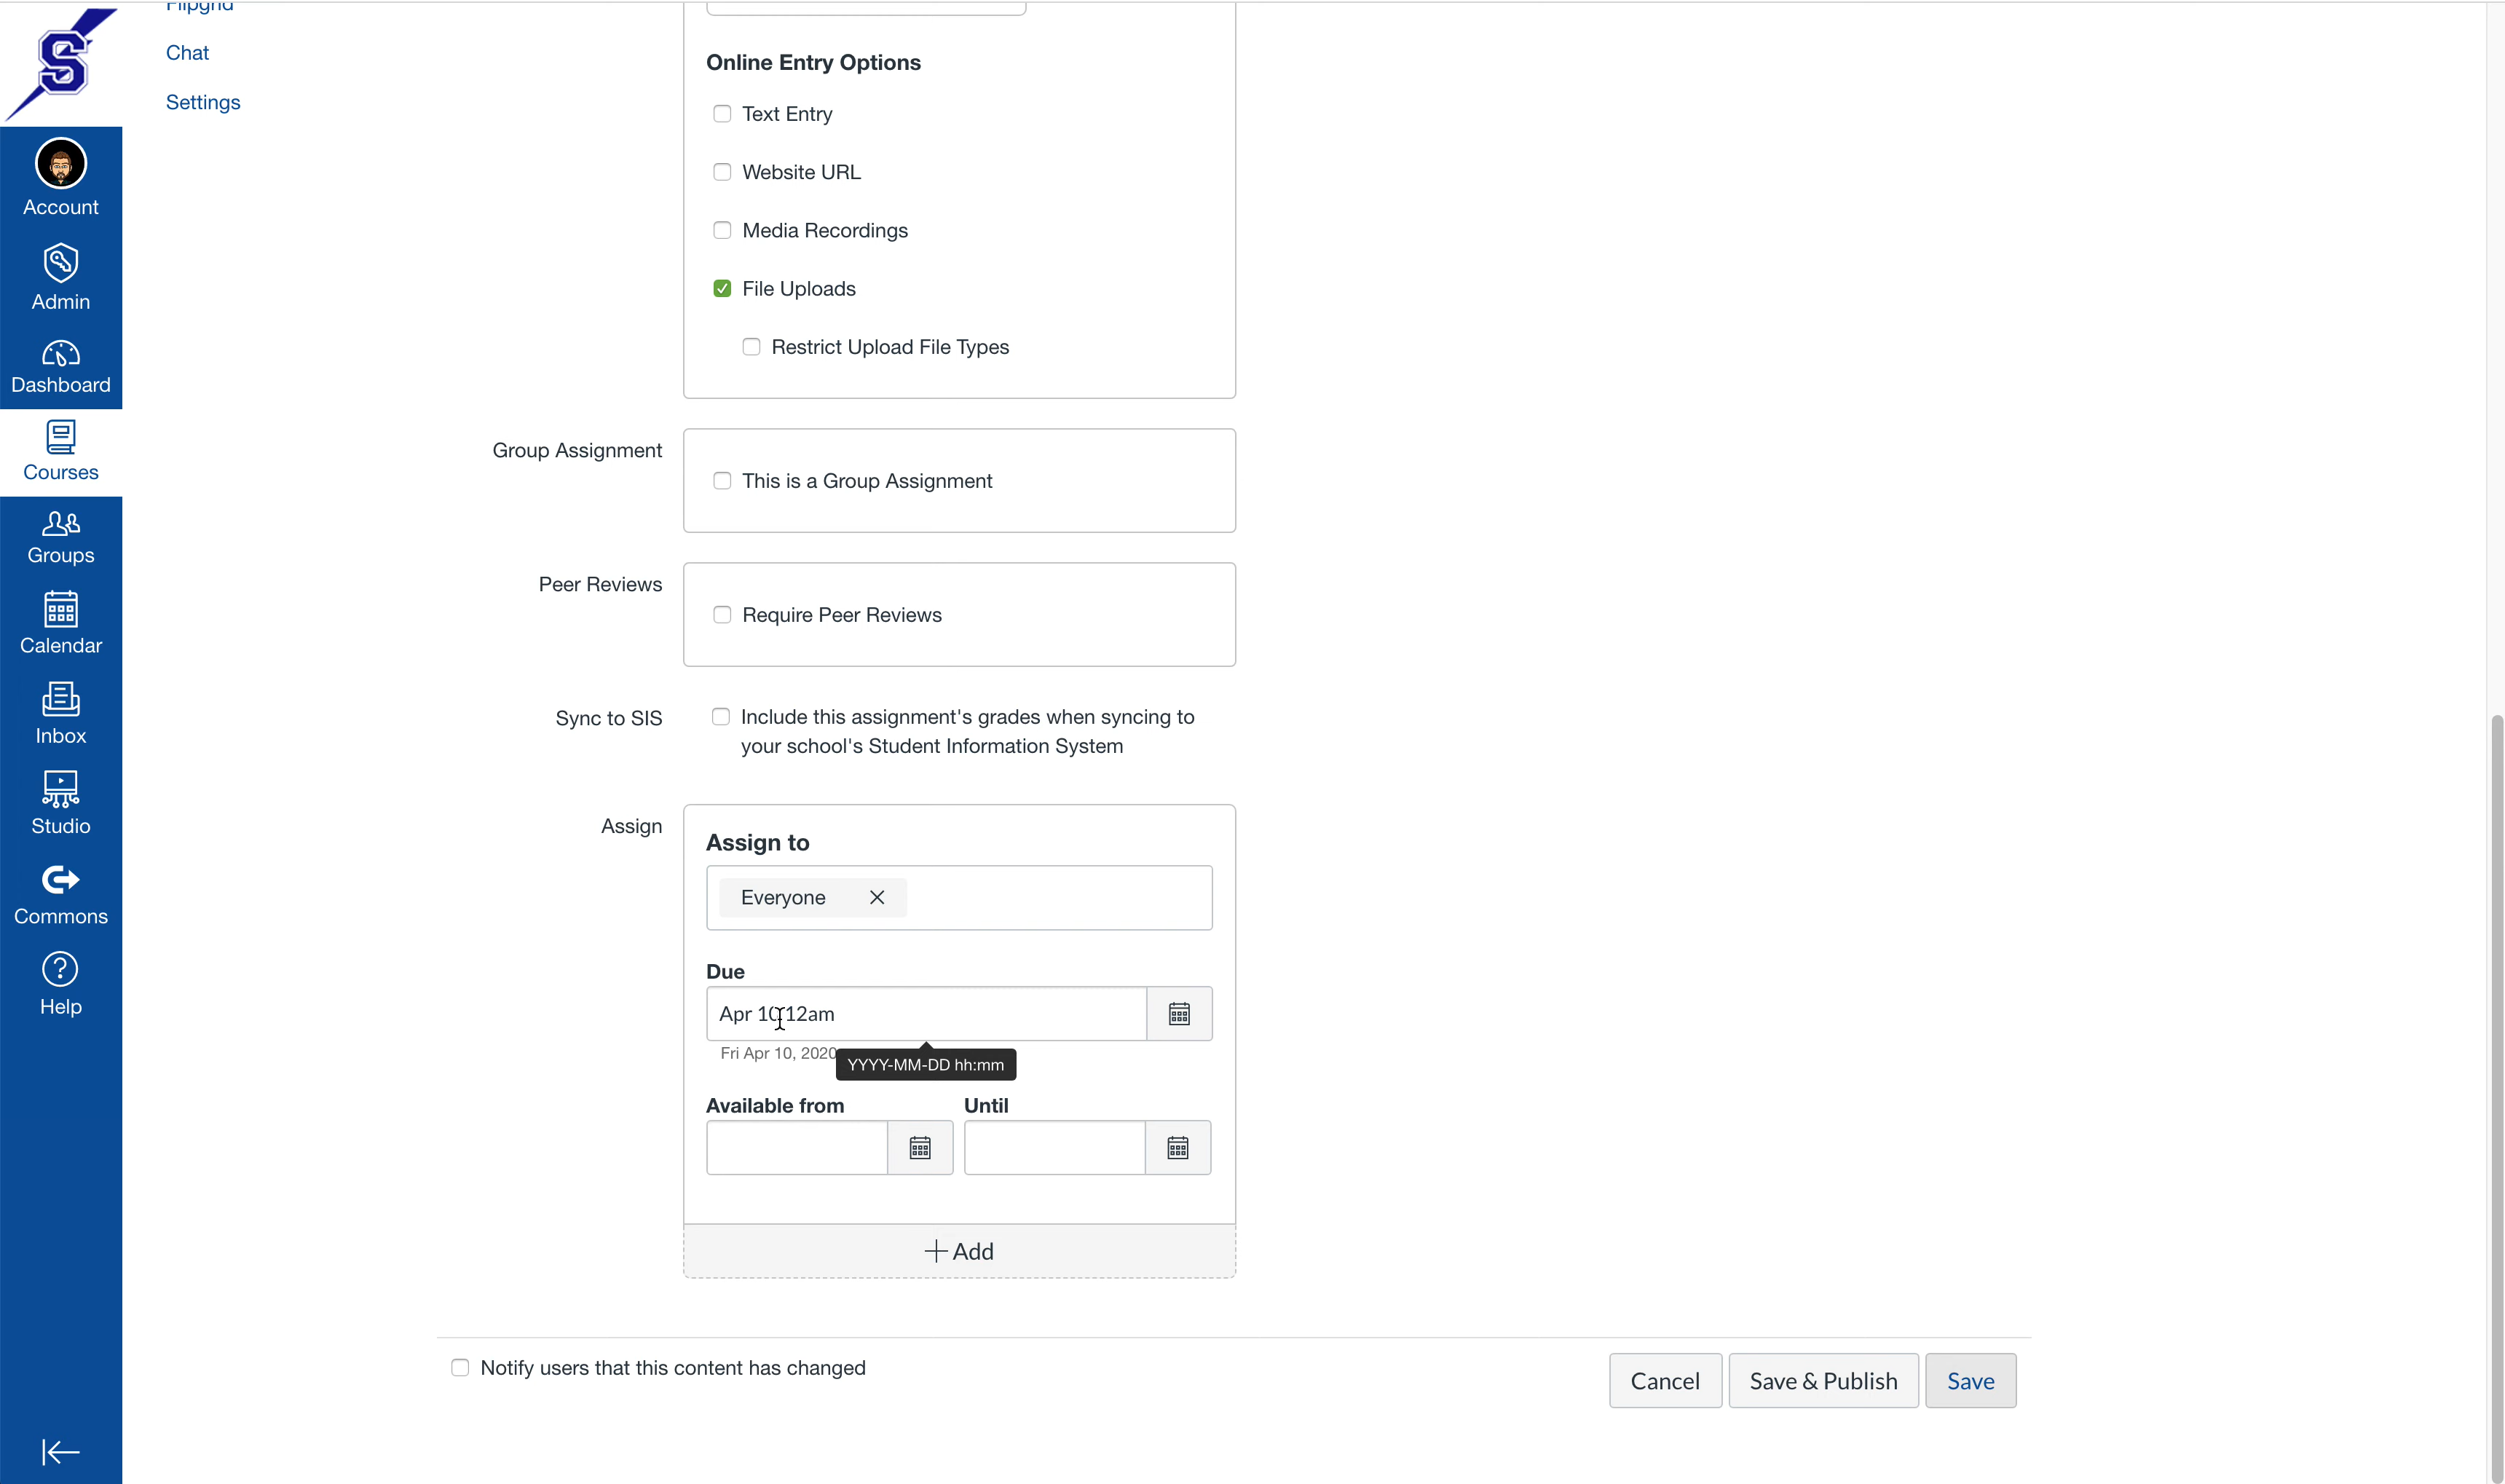 Flipgrid
Chat
Settings
S
Account
Admin
Dashboard
Courses
Groups
Calendar
Inbox
Studio
Commons
Help
Online Entry Options
Text Entry
Website URL
Media Recordings
File Uploads
Restrict Upload File Types
Group Assignment
This is a Group Assignment
Peer Reviews
Require Peer Reviews
Sync to SIS
Include this assignment's grades when syncing to
your school's Student Information System
Assign
Assign to
Everyone
Due
Apr 10 12am
Fri Apr 10, 2020
YYYY-MM-DD hh:mm
Available from
Until
Add
Notify users that this content has changed
Cancel
Save & Publish
Save